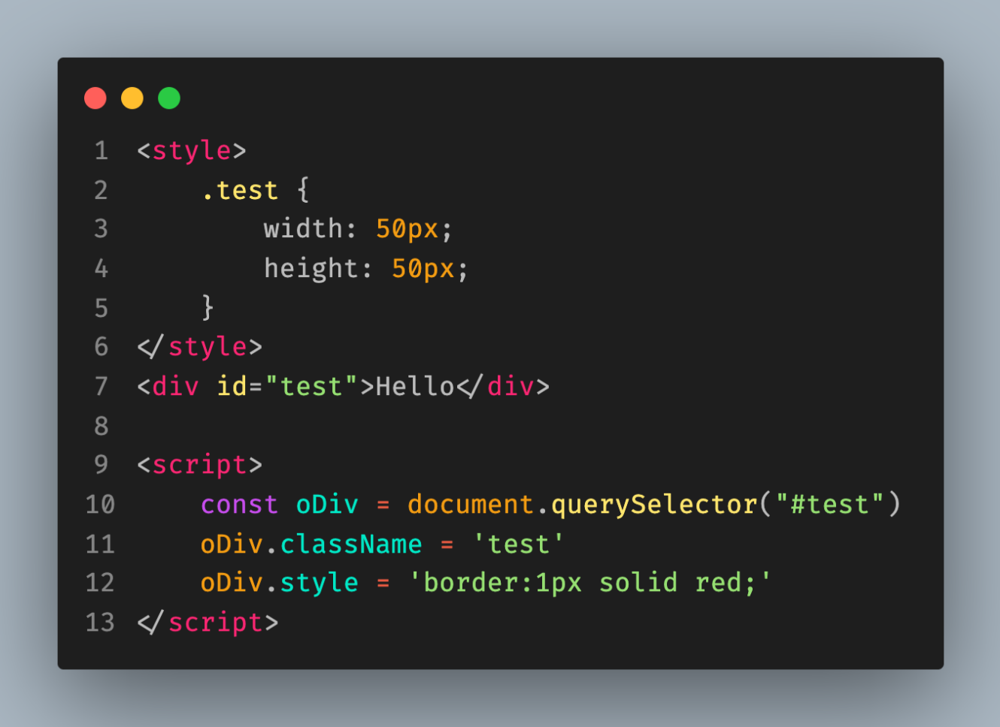 1 <style>
2     .test {
3         width: 50px;
4         height: 50px;
5     }
6 </style>
7 <div id="test">Hello</div>
8
9 <script>
10     const oDiv = document.querySelector("#test")
11     oDiv.className = 'test'
12     oDiv.style = 'border:1px solid red;'
13 </script>